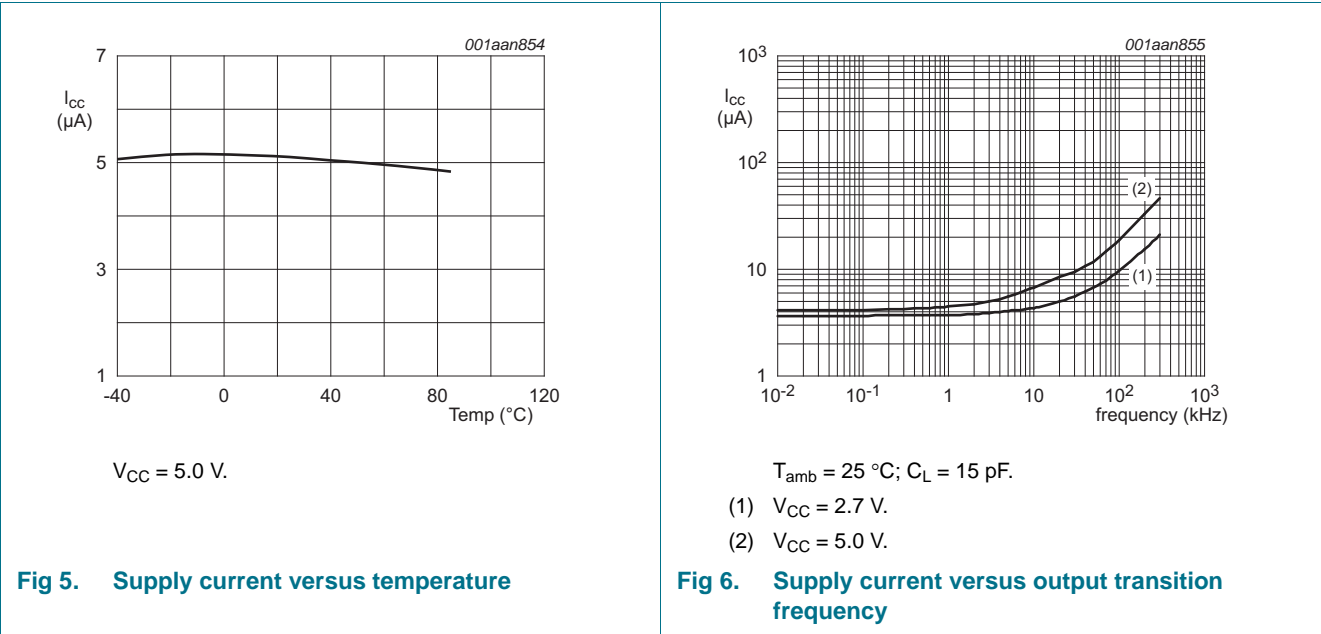 001aan854
7
I_CC
(μA)
5
3
1
-40 0 40 80 120
Temp (°C)
V_CC = 5.0 V.
Fig 5. Supply current versus temperature
001aan855
10^3
I_CC
(μA)
10^2
(2)
10
(1)
1
10^-2 10^-1 1 10 10^2 10^3
frequency (kHz)
T_amb = 25 °C; C_L = 15 pF.
(1) V_CC = 2.7 V.
(2) V_CC = 5.0 V.
Fig 6. Supply current versus output transition
frequency